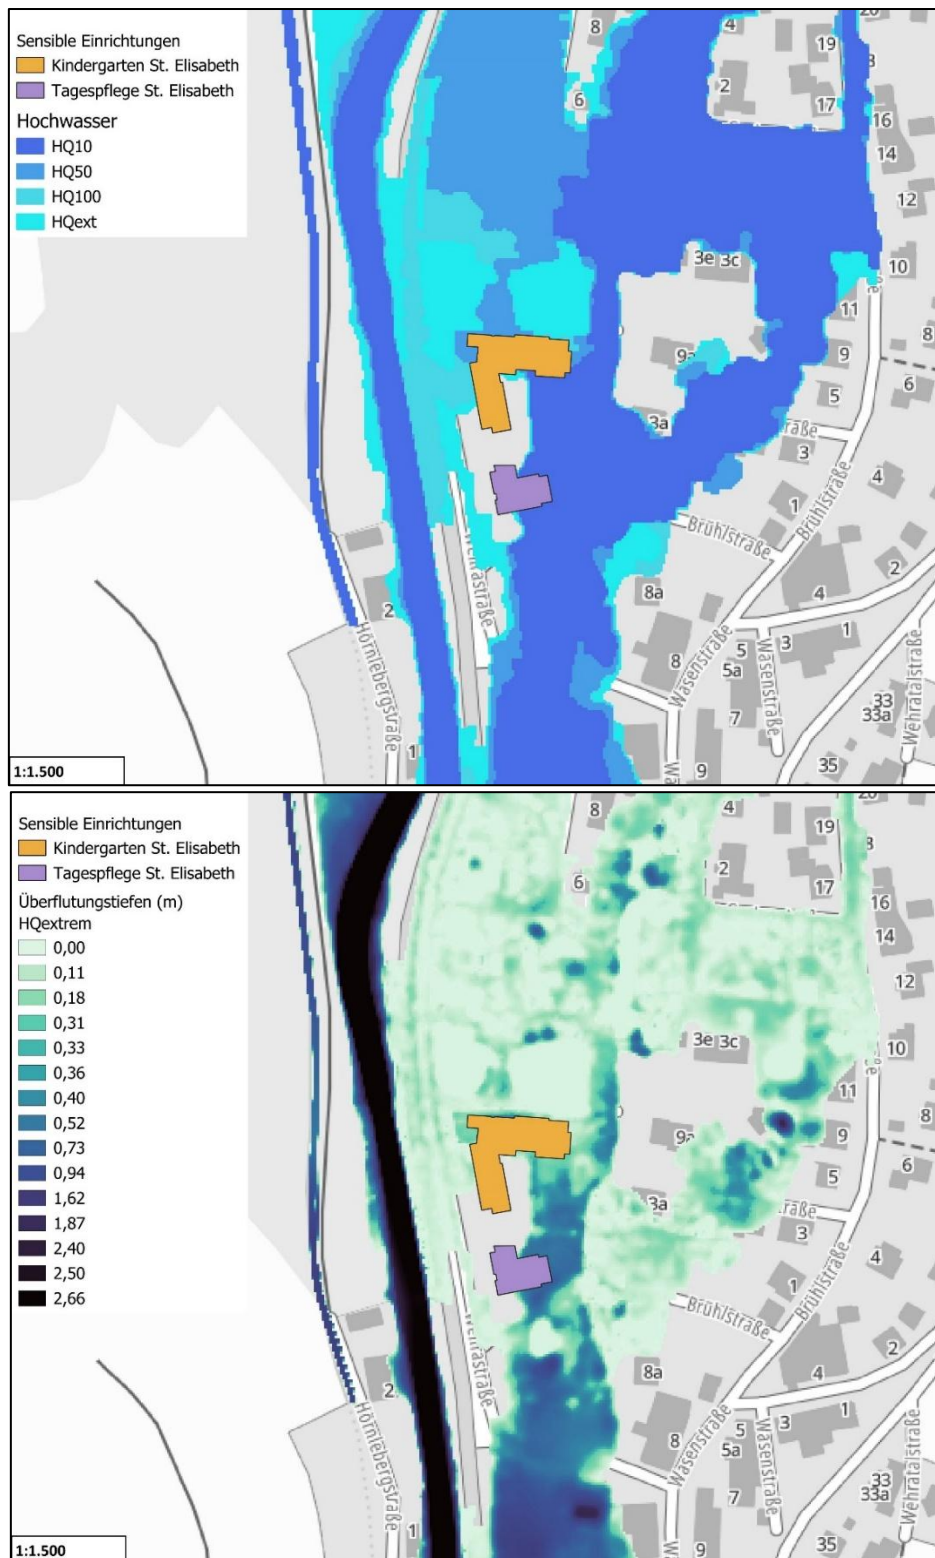 Sensible Einrichtungen
Kindergarten St. Elisabeth
Tagespflege St. Elisabeth
Hochwasser
HQ10
HQ50
HQ100
HQext
8
4
19
6
2
17
16
14
12
3e 3c
10
11
8
9a
9
6
5
3a
3
4
1
Brühlstraße
Brühlstraße
2
Wehrastraße
8a
4
2
Hörnlebergstraße
5
3
1
5a
8
Wasenstraße
Wasenstraße
Wehratalstraße
33
33a
7
1
9
35
1:1.500
Sensible Einrichtungen
Kindergarten St. Elisabeth
Tagespflege St. Elisabeth
Überflutungstiefen (m)
HQextrem
0,00
0,11
0,18
0,31
0,33
0,36
0,40
0,52
0,73
0,94
1,62
1,87
2,40
2,50
2,66
8
4
19
6
2
17
16
14
12
3e 3c
10
11
8
9a
9
6
5
3a
3
4
1
Brühlstraße
Brühlstraße
2
8a
4
2
Hörnlebergstraße
5
3
1
5a
8
Wasenstraße
Wasenstraße
Wehratalstraße
33
33a
7
1
9
35
1:1.500